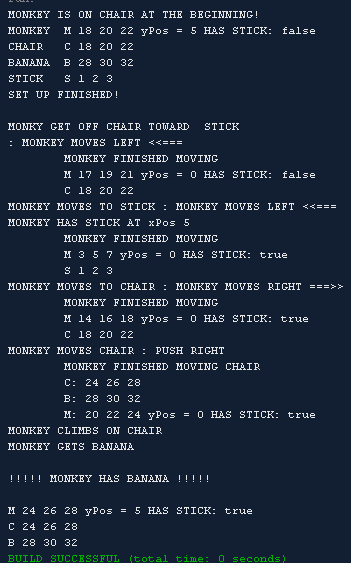 MONKEY IS ON CHAIR AT THE BEGINNING!
MONKEY  M 18 20 22 yPos = 5 HAS STICK: false
CHAIR   C 18 20 22
BANANA  B 28 30 32
STICK   S 1 2 3
SET UP FINISHED!

MONKY GET OFF CHAIR TOWARD  STICK
: MONKEY MOVES LEFT <<===
        MONKEY FINISHED MOVING
        M 17 19 21 yPos = 0 HAS STICK: false
        C 18 20 22
MONKEY MOVES TO STICK : MONKEY MOVES LEFT <<===
MONKEY HAS STICK AT xPos 5
        MONKEY FINISHED MOVING
        M 3 5 7 yPos = 0 HAS STICK: true
        S 1 2 3
MONKEY MOVES TO CHAIR : MONKEY MOVES RIGHT ===>>
        MONKEY FINISHED MOVING
        M 14 16 18 yPos = 0 HAS STICK: true
        C 18 20 22
MONKEY MOVES CHAIR : PUSH RIGHT
        MONKEY FINISHED MOVING CHAIR
        C: 24 26 28
        B: 28 30 32
        M: 20 22 24 yPos = 0 HAS STICK: true
MONKEY CLIMBS ON CHAIR
MONKEY GETS BANANA

!!!!! MONKEY HAS BANANA !!!!!

M 24 26 28 yPos = 5 HAS STICK: true
C 24 26 28
B 28 30 32
BUILD SUCCESSFUL (total time: 0 seconds)